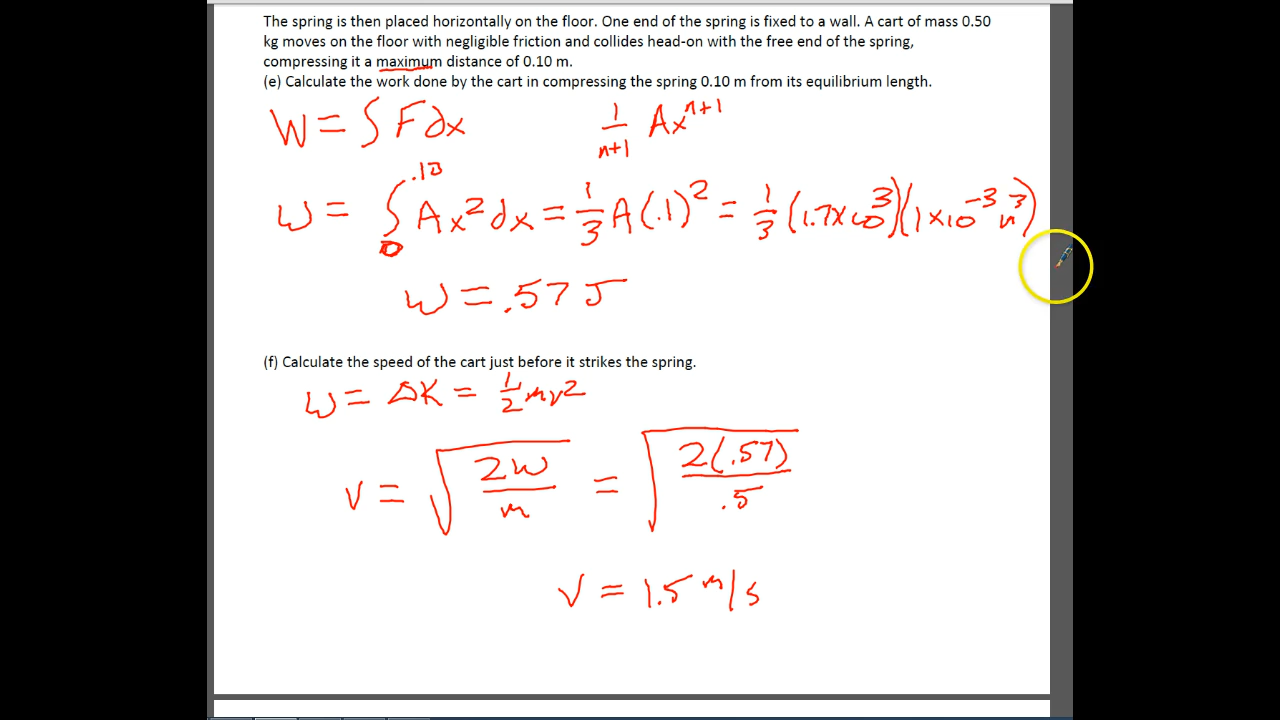 The spring is then placed horizontally on the floor. One end of the spring is fixed to a wall. A cart of mass 0.50
kg moves on the floor with negligible friction and collides head-on with the free end of the spring,
compressing it a maximum distance of 0.10 m.
(e) Calculate the work done by the cart in compressing the spring 0.10 m from its equilibrium length.
W = ∫ F dx    1/(n+1) Ax^(n+1)
W = ∫₀^.10 Ax² dx = 1/3 A(.1)² = 1/3 (1.7x10³)(1x10⁻³ m³)
W = .57 J
(f) Calculate the speed of the cart just before it strikes the spring.
W = ΔK = 1/2 mv²
v = √(2W/m) = √(2(.57)/.5)
v = 1.5 m/s